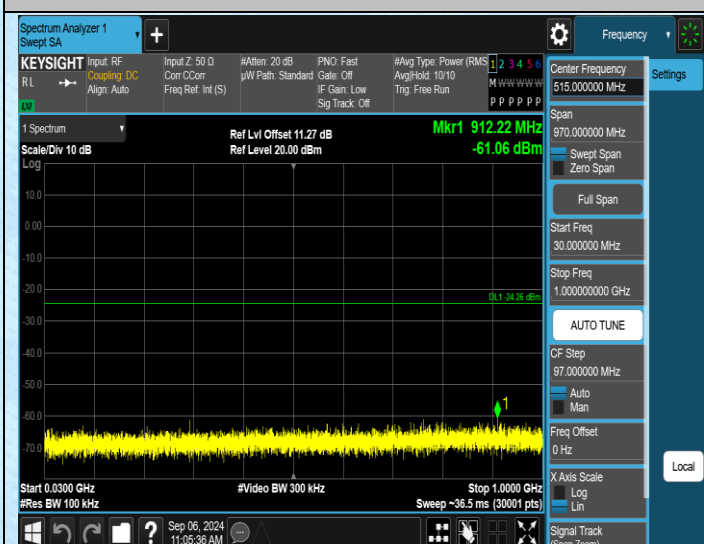 Spectrum Analyzer 1
Swept SA
Frequency
KEYSIGHT
RL
LXI
Input: RF
Coupling: DC
Align: Auto
Input Z: 50 Ω
Corr CCorr
Freq Ref: Int (S)
#Atten: 20 dB
µW Path: Standard
PNO: Fast
Gate: Off
IF Gain: Low
Sig Track: Off
#Avg Type: Power (RMS
Avg|Hold: 10/10
Trig: Free Run
1 2 3 4 5 6
M W W W W W
P P P P P P
1 Spectrum
Scale/Div 10 dB
Log
Ref Lvl Offset 11.27 dB
Ref Level 20.00 dBm
Mkr1 912.22 MHz
-61.06 dBm
10.0
0.00
-10.0
-20.0
DL1 -24.26 dBm
-30.0
-40.0
-50.0
-60.0
-70.0
1
Start 0.0300 GHz
#Res BW 100 kHz
#Video BW 300 kHz
Stop 1.0000 GHz
Sweep ~36.5 ms (30001 pts)
Sep 06, 2024
11:05:36 AM
Center Frequency
515.000000 MHz
Span
970.000000 MHz
Swept Span
Zero Span
Full Span
Start Freq
30.000000 MHz
Stop Freq
1.000000000 GHz
AUTO TUNE
CF Step
97.000000 MHz
Auto
Man
Freq Offset
0 Hz
X Axis Scale
Log
Lin
Signal Track
(Span Zoom)
Settings
Local